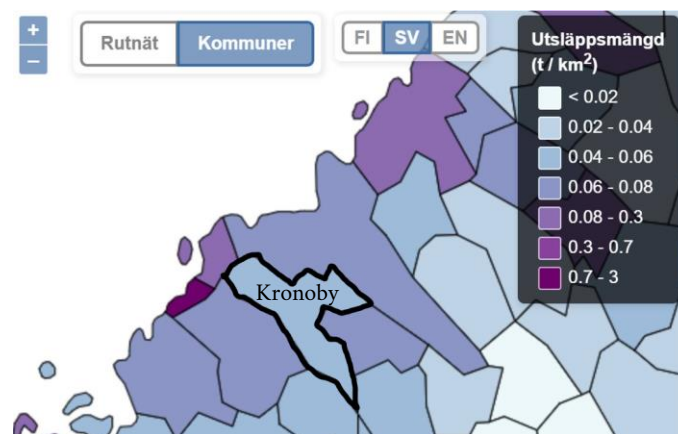 +
Rutnät Kommuner
FI SV EN
−
Utsläppsmängd
(t / km²)
< 0.02
0.02 - 0.04
0.04 - 0.06
0.06 - 0.08
0.08 - 0.3
0.3 - 0.7
0.7 - 3
Kronoby